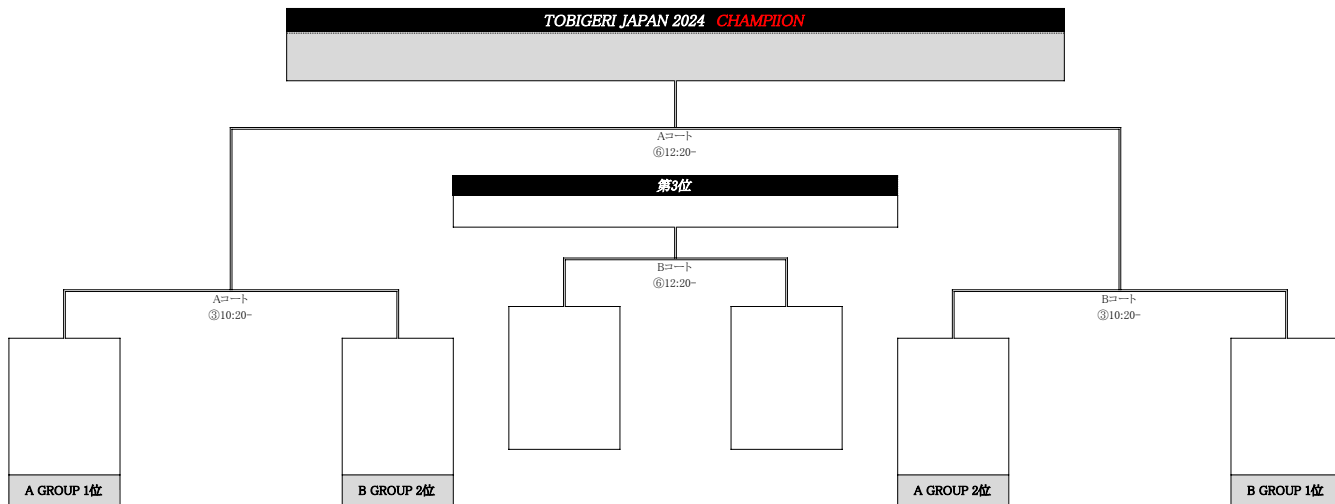 TOBIGERI JAPAN 2024 CHAMPIION
Aコート
⑥12:20-
第3位
Bコート
⑥12:20-
Aコート
③10:20-
Bコート
③10:20-
A GROUP 1位
B GROUP 2位
A GROUP 2位
B GROUP 1位